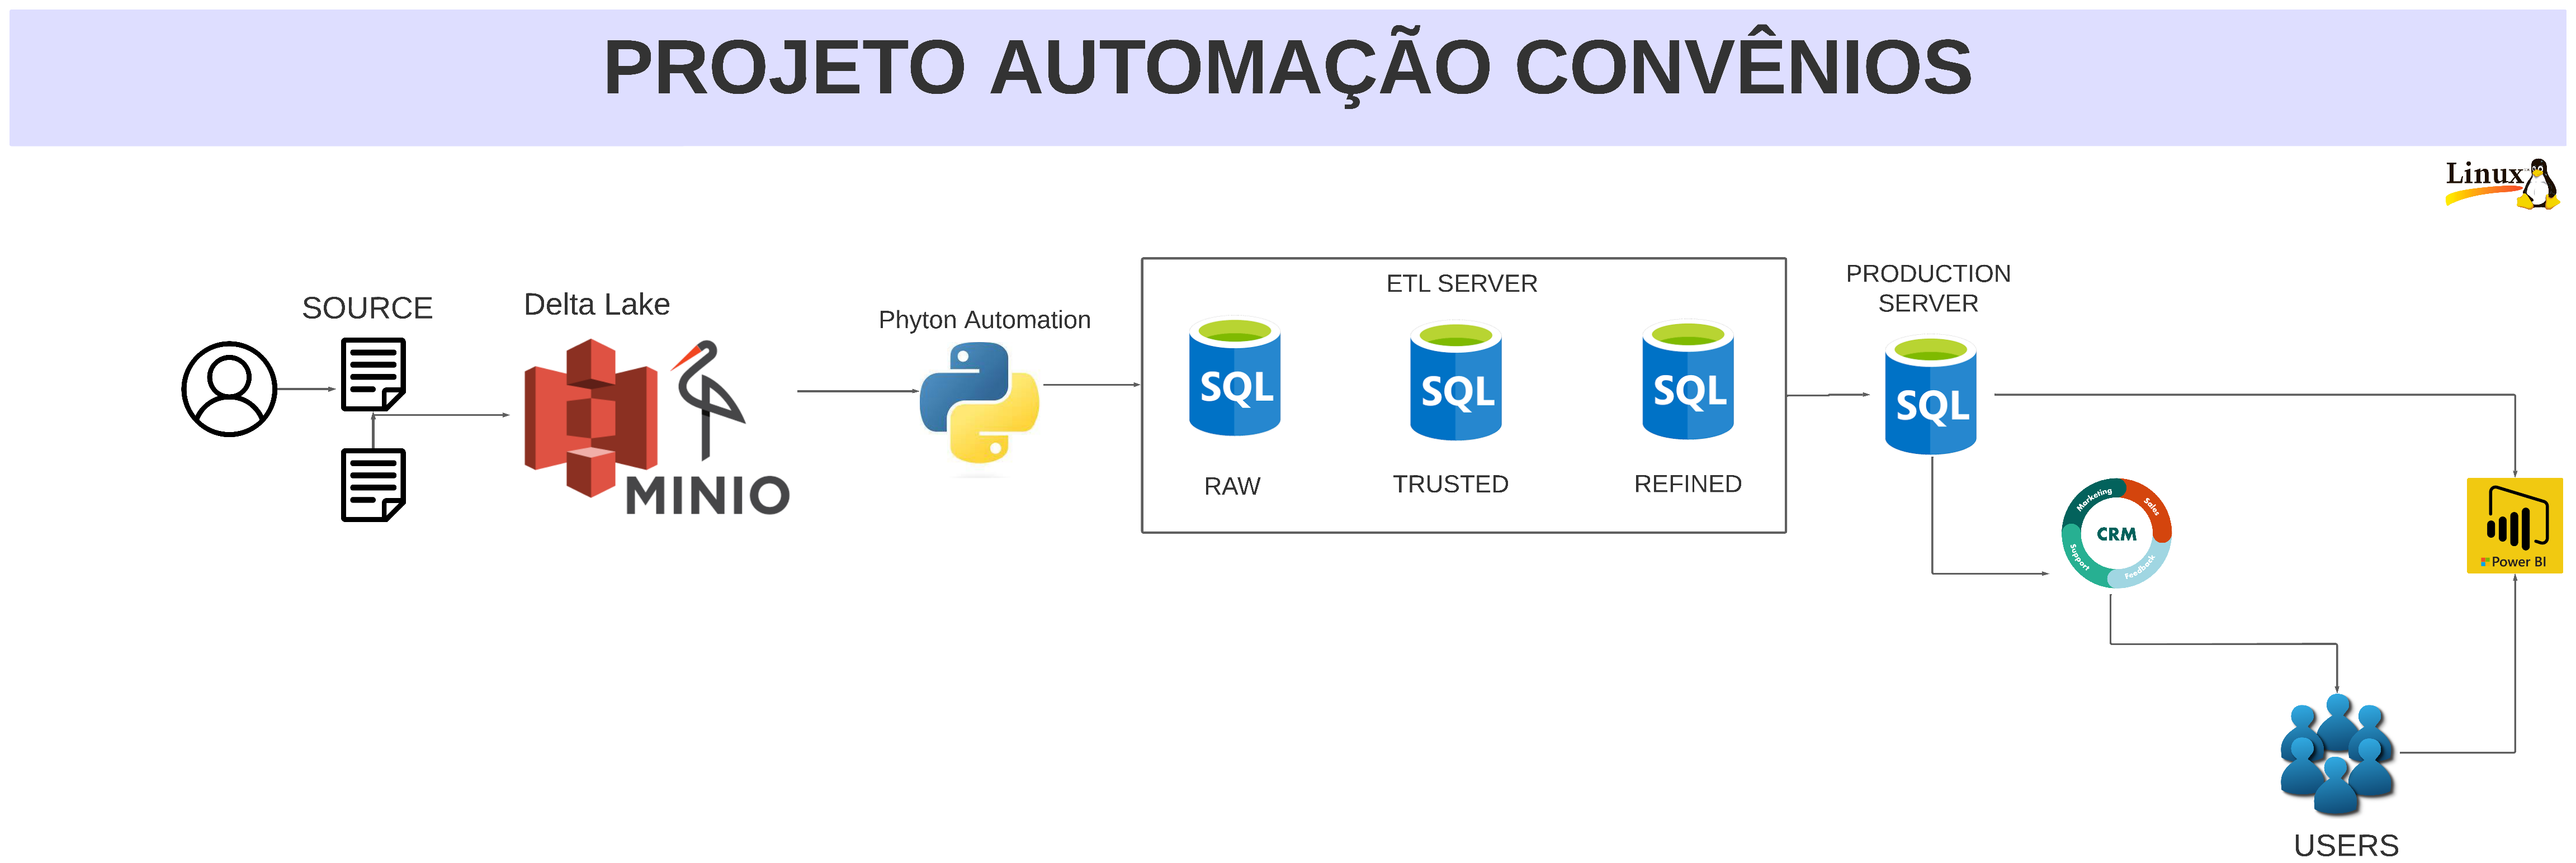 PROJETO AUTOMAÇÃO CONVÊNIOS
Linux
SOURCE
Delta Lake
MINIO
Phyton Automation
ETL SERVER
SQL
SQL
SQL
RAW
TRUSTED
REFINED
PRODUCTION
SERVER
SQL
Marketing
Sales
CRM
Support
Feedback
Power BI
USERS